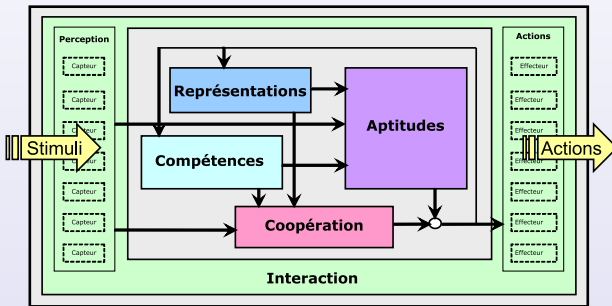 Perception
Actions
Capteur
Effecteur
Représentations
Capteur
Effecteur
Aptitudes
Capteur
Effecteur
Stimuli
Actions
Compétences
Capteur
Effecteur
Capteur
Effecteur
Coopération
Capteur
Effecteur
Interaction